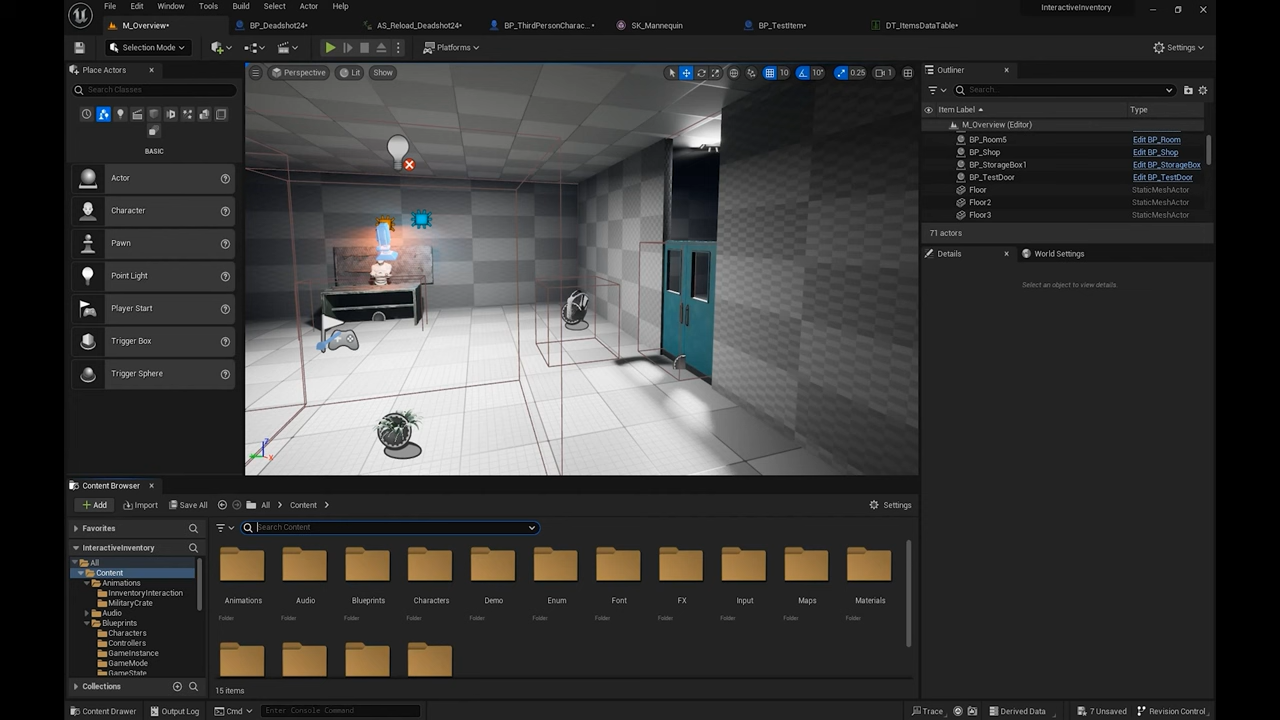 File Edit Window Tools Build Select Actor Help
InteractiveInventory
M_Overview• BP_Deadshot24• AS_Reload_Deadshot24• BP_ThirdPersonCharac...• SK_Mannequin BP_TestItem• DT_ItemsDataTable•
Selection Mode Platforms Settings
Place Actors
Search Classes
BASIC
Actor
Character
Pawn
Point Light
Player Start
Trigger Box
Trigger Sphere
Perspective Lit Show 10 10° 0.25 1
Outliner
Search...
Item Label Type
M_Overview (Editor)
BP_Room5 Edit BP_Room
BP_Shop Edit BP_Shop
BP_StorageBox1 Edit BP_StorageBox
BP_TestDoor Edit BP_TestDoor
Floor StaticMeshActor
Floor2 StaticMeshActor
Floor3 StaticMeshActor
71 actors
Details World Settings
Select an object to view details.
Content Browser
Add Import Save All All Content Settings
Favorites
InteractiveInventory
All
Content
Animations
InnventoryInteraction
MilitaryCrate
Audio
Blueprints
Characters
Controllers
GameInstance
GameMode
GameState
Collections
Search Content
Animations Audio Blueprints Characters Demo Enum Font FX Input Maps Materials
Folder Folder Folder Folder Folder Folder Folder Folder Folder Folder Folder
15 items
Content Drawer Output Log Cmd Enter Console Command Trace Derived Data 7 Unsaved Revision Control